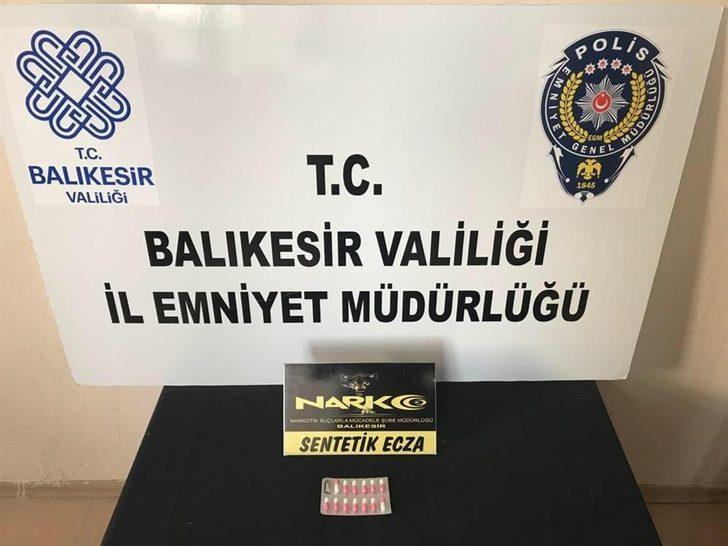 T.C.
BALIKESİR
VALİLİĞİ
POLİS
EMNİYET GENEL MÜDÜRLÜĞÜ
EGM
1845
T.C.
BALIKESİR VALİLİĞİ
İL EMNİYET MÜDÜRLÜĞÜ
NARKO
NARKOTİK SUÇLARLA MÜCADELE ŞUBE MÜDÜRLÜĞÜ
BALIKESİR
SENTETİK ECZA